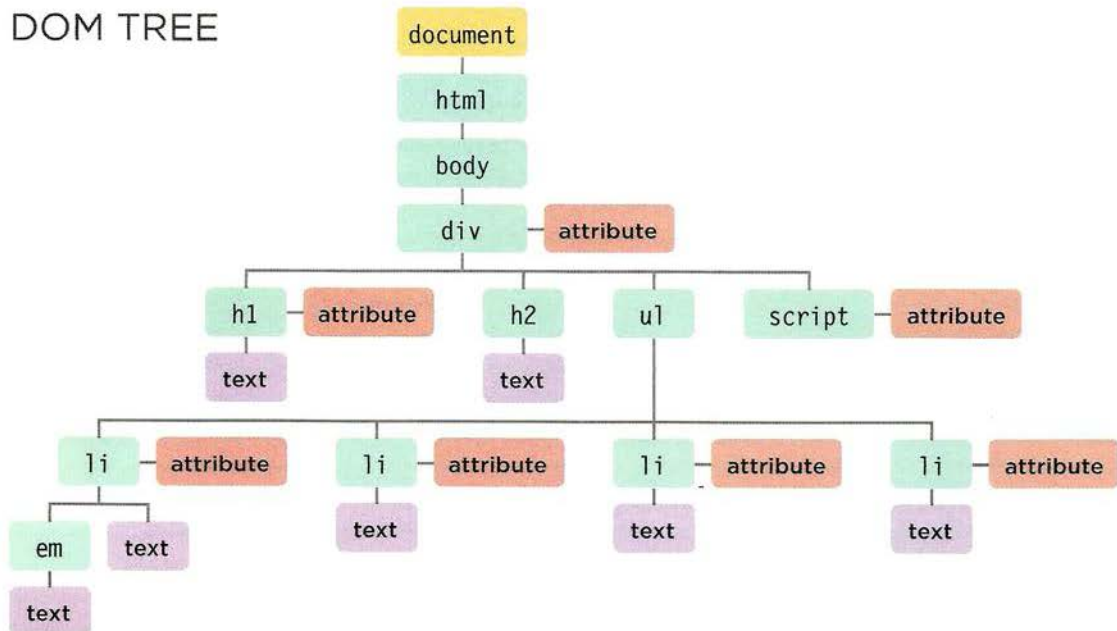 DOM TREE
document
html
body
div attribute
h1 attribute h2 ul script attribute
text text
li attribute li attribute li attribute li attribute
em text text text text
text